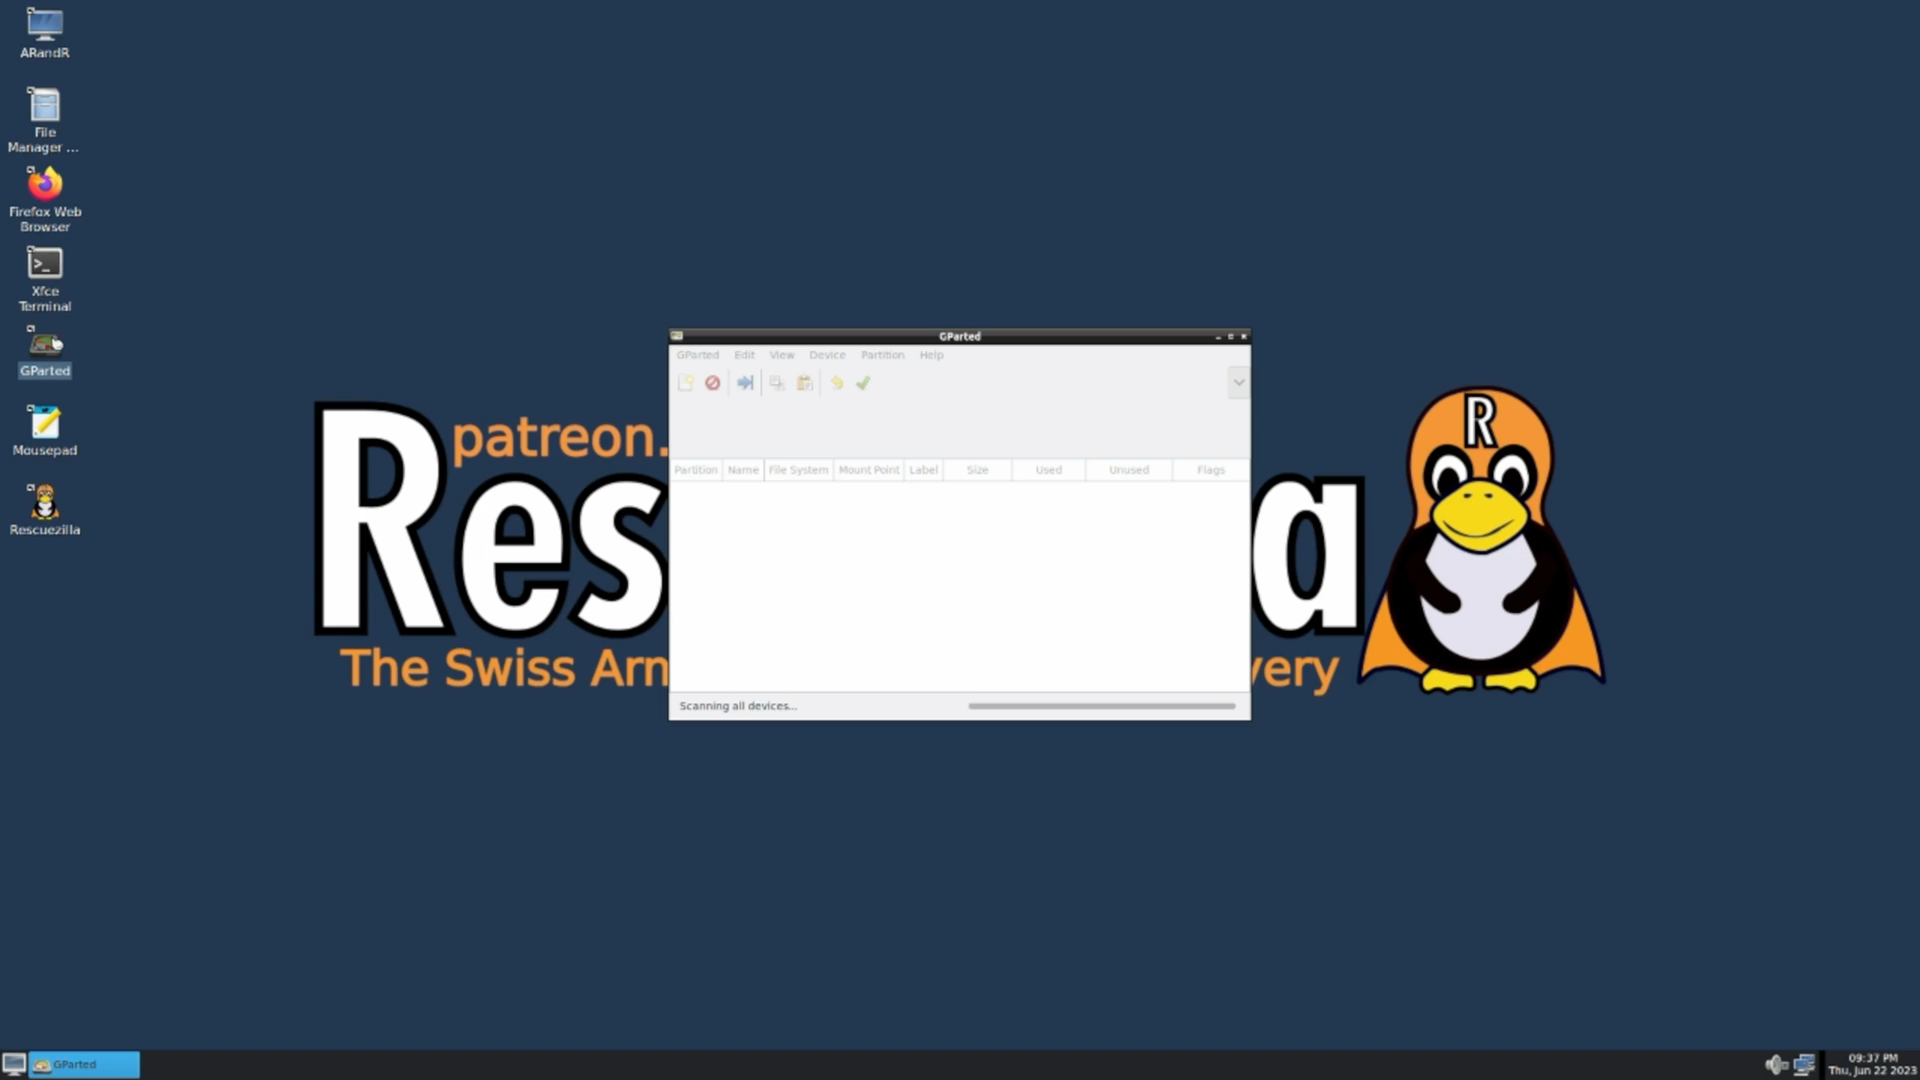 ARandR
File
Manager ...
Firefox Web
Browser
Xfce
Terminal
GParted
Mousepad
Rescuezilla
patreon.
Res
a
R
The Swiss Arm
very
GParted
GParted Edit View Device Partition Help
Partition Name File System Mount Point Label Size Used Unused Flags
Scanning all devices...
GParted
09:37 PM
Thu, Jun 22 2023